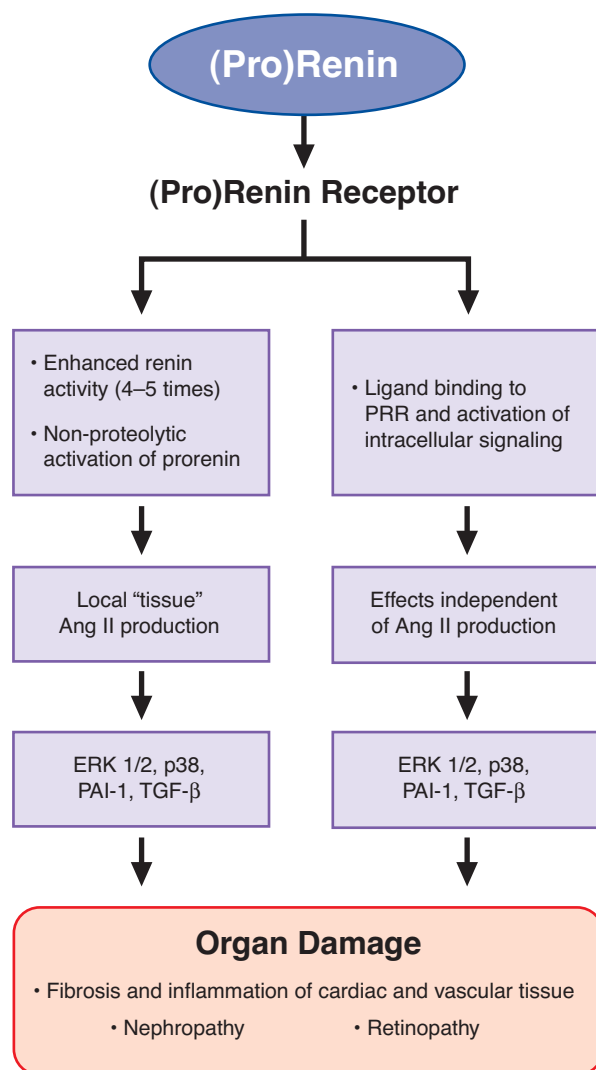 (Pro)Renin
(Pro)Renin Receptor
• Enhanced renin
activity (4–5 times)
• Non-proteolytic
activation of prorenin
• Ligand binding to
PRR and activation of
intracellular signaling
Local “tissue”
Ang II production
Effects independent
of Ang II production
ERK 1/2, p38,
PAI-1, TGF-β
ERK 1/2, p38,
PAI-1, TGF-β
Organ Damage
• Fibrosis and inflammation of cardiac and vascular tissue
• Nephropathy • Retinopathy